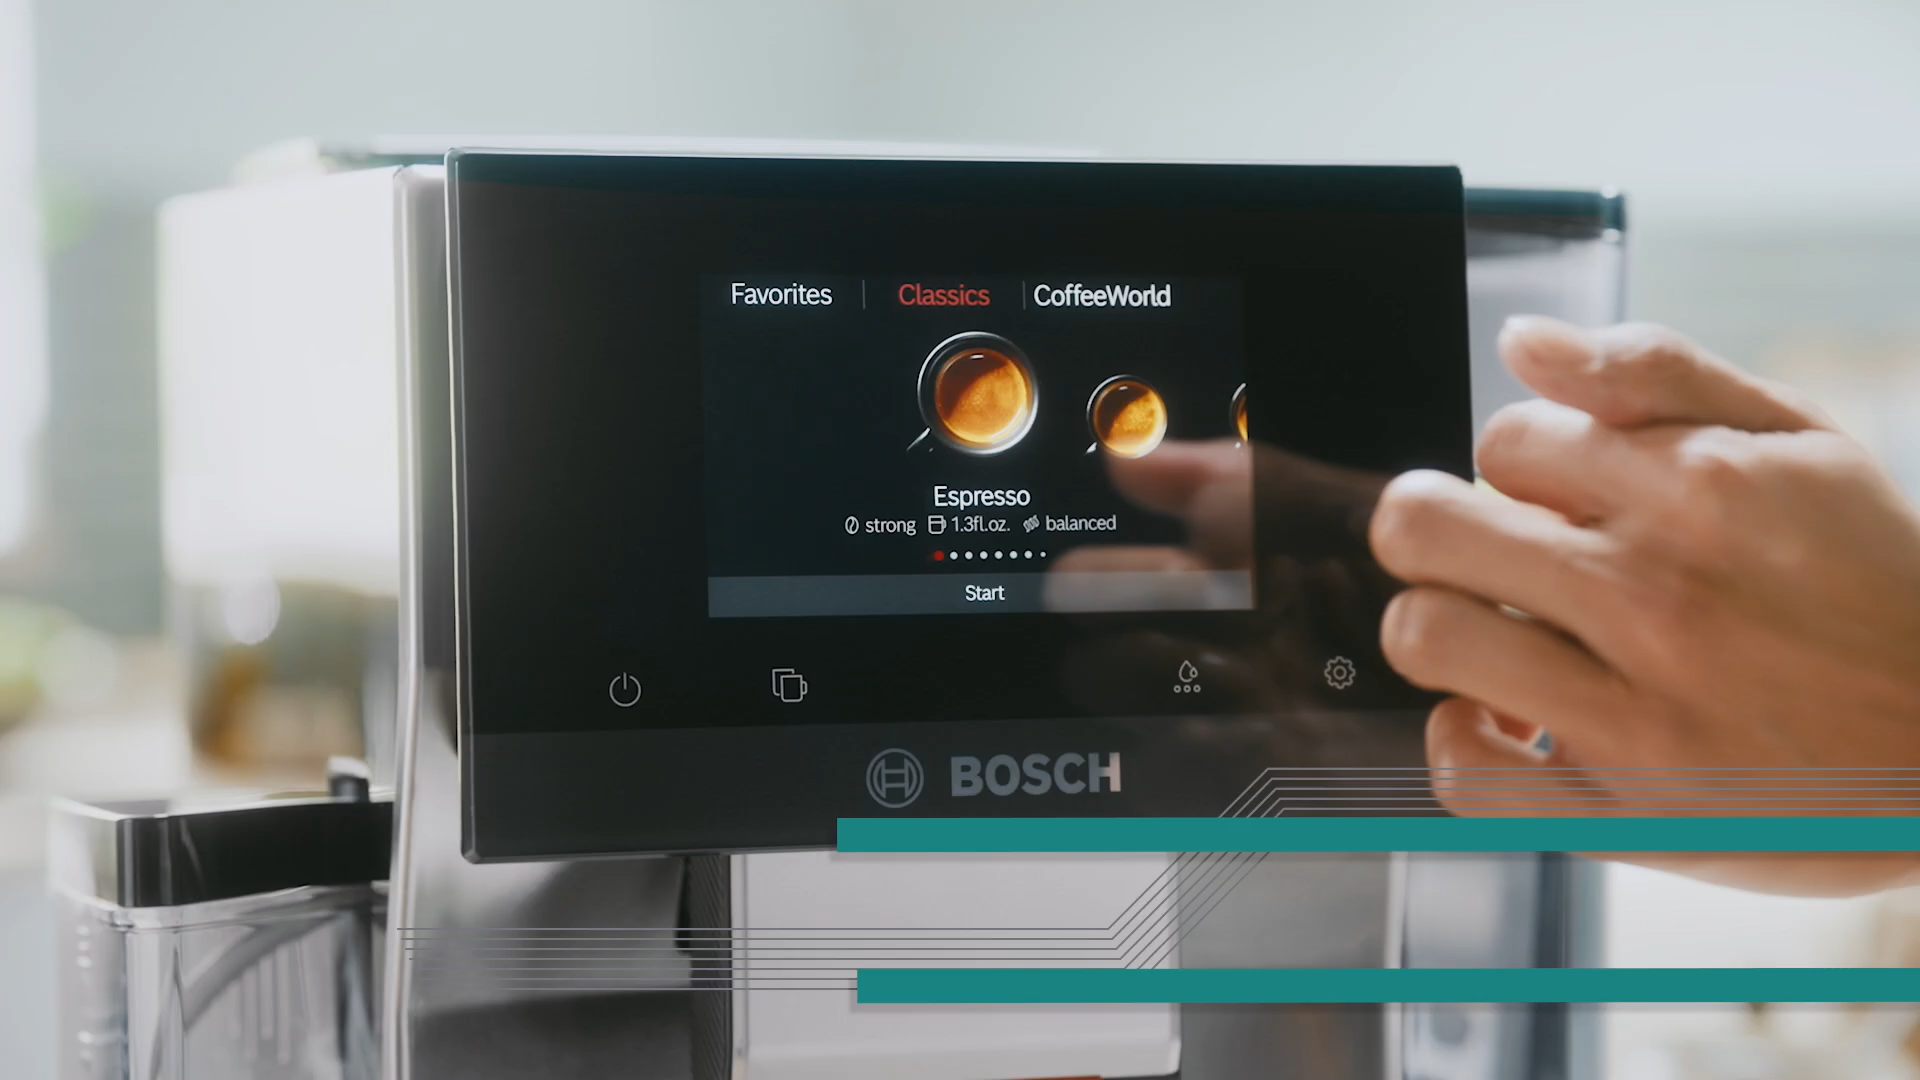 Favorites Classics CoffeeWorld
Espresso
strong 1.3fl.oz. balanced
Start
BOSCH